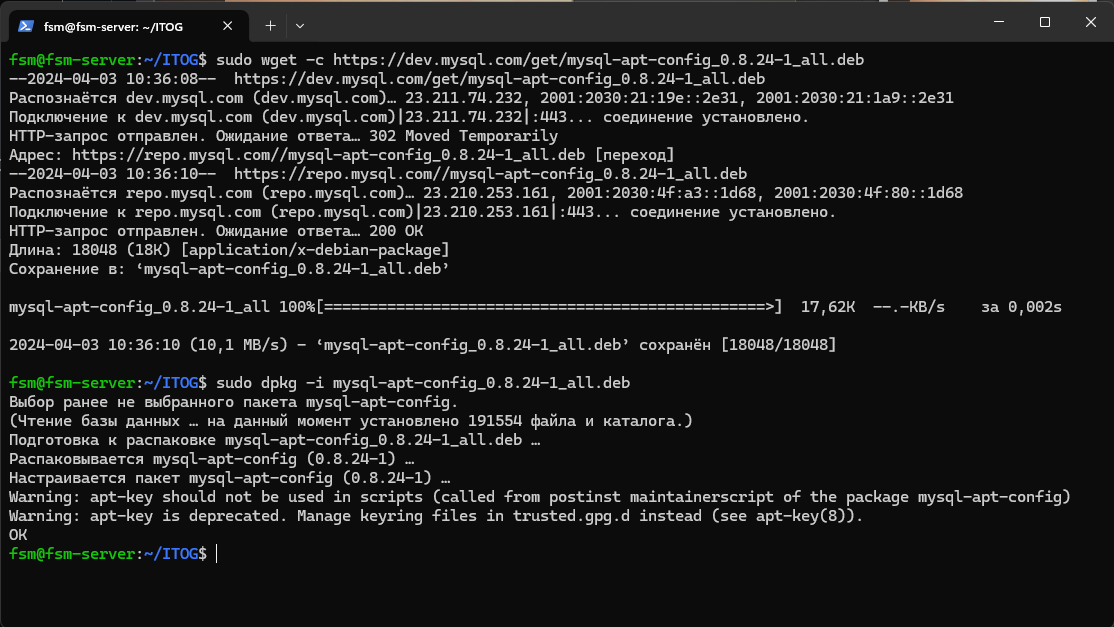 fsm@fsm-server: ~/ITOG
fsm@fsm-server:~/ITOG$ sudo wget -c https://dev.mysql.com/get/mysql-apt-config_0.8.24-1_all.deb
--2024-04-03 10:36:08--  https://dev.mysql.com/get/mysql-apt-config_0.8.24-1_all.deb
Распознаётся dev.mysql.com (dev.mysql.com)… 23.211.74.232, 2001:2030:21:19e::2e31, 2001:2030:21:1a9::2e31
Подключение к dev.mysql.com (dev.mysql.com)|23.211.74.232|:443... соединение установлено.
HTTP-запрос отправлен. Ожидание ответа… 302 Moved Temporarily
Адрес: https://repo.mysql.com//mysql-apt-config_0.8.24-1_all.deb [переход]
--2024-04-03 10:36:10--  https://repo.mysql.com//mysql-apt-config_0.8.24-1_all.deb
Распознаётся repo.mysql.com (repo.mysql.com)… 23.210.253.161, 2001:2030:4f:a3::1d68, 2001:2030:4f:80::1d68
Подключение к repo.mysql.com (repo.mysql.com)|23.210.253.161|:443... соединение установлено.
HTTP-запрос отправлен. Ожидание ответа… 200 OK
Длина: 18048 (18K) [application/x-debian-package]
Сохранение в: ‘mysql-apt-config_0.8.24-1_all.deb’
mysql-apt-config_0.8.24-1_all 100%[=================================================>]  17,62K  --.-KB/s    за 0,002s
2024-04-03 10:36:10 (10,1 MB/s) - ‘mysql-apt-config_0.8.24-1_all.deb’ сохранён [18048/18048]
fsm@fsm-server:~/ITOG$ sudo dpkg -i mysql-apt-config_0.8.24-1_all.deb
Выбор ранее не выбранного пакета mysql-apt-config.
(Чтение базы данных … на данный момент установлено 191554 файла и каталога.)
Подготовка к распаковке mysql-apt-config_0.8.24-1_all.deb …
Распаковывается mysql-apt-config (0.8.24-1) …
Настраивается пакет mysql-apt-config (0.8.24-1) …
Warning: apt-key should not be used in scripts (called from postinst maintainerscript of the package mysql-apt-config)
Warning: apt-key is deprecated. Manage keyring files in trusted.gpg.d instead (see apt-key(8)).
OK
fsm@fsm-server:~/ITOG$